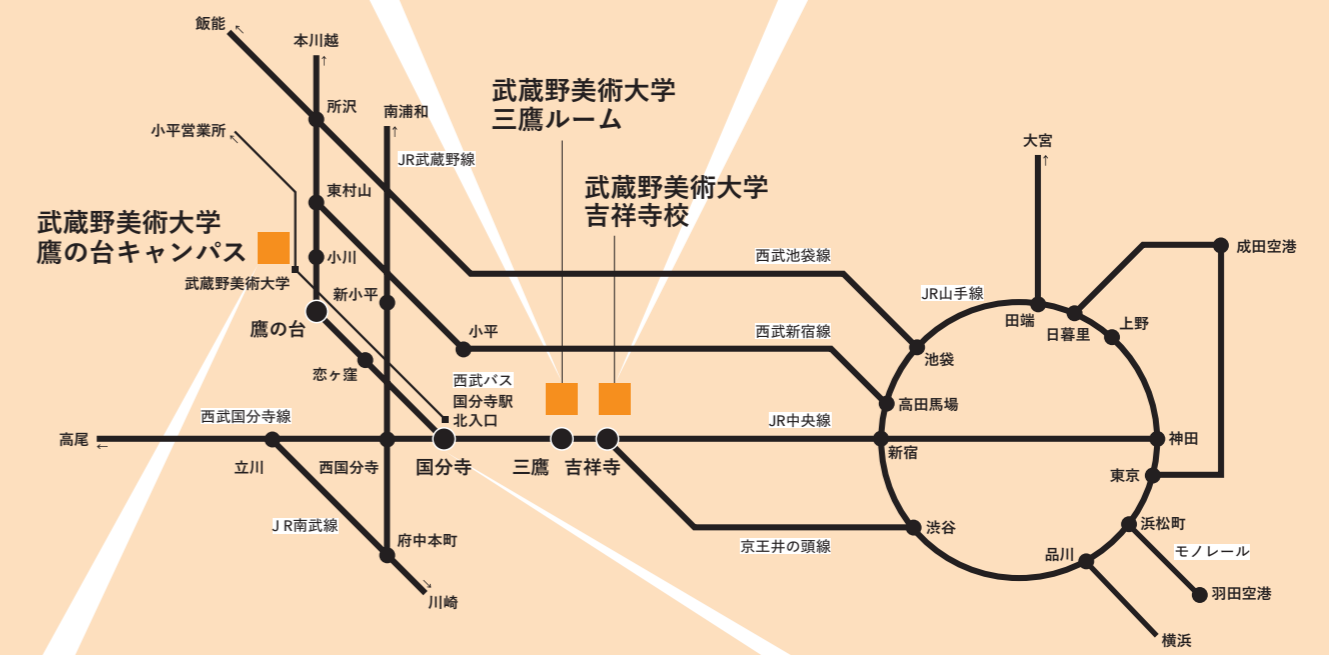 飯能
←
本川越
↑
所沢
南浦和
↑
小平営業所
←
JR武蔵野線
武蔵野美術大学
三鷹ルーム
武蔵野美術大学
吉祥寺校
大宮
↑
東村山
武蔵野美術大学
鷹の台キャンパス
小川
武蔵野美術大学
新小平
鷹の台
西武池袋線
成田空港
JR山手線
田端
日暮里
上野
小平
西武新宿線
池袋
恋ヶ窪
西武バス
国分寺駅
北入口
高田馬場
西武国分寺線
JR中央線
高尾
←
立川
西国分寺
国分寺
三鷹
吉祥寺
新宿
神田
東京
JR南武線
府中本町
京王井の頭線
渋谷
浜松町
品川
モノレール
→
川崎
羽田空港
横浜